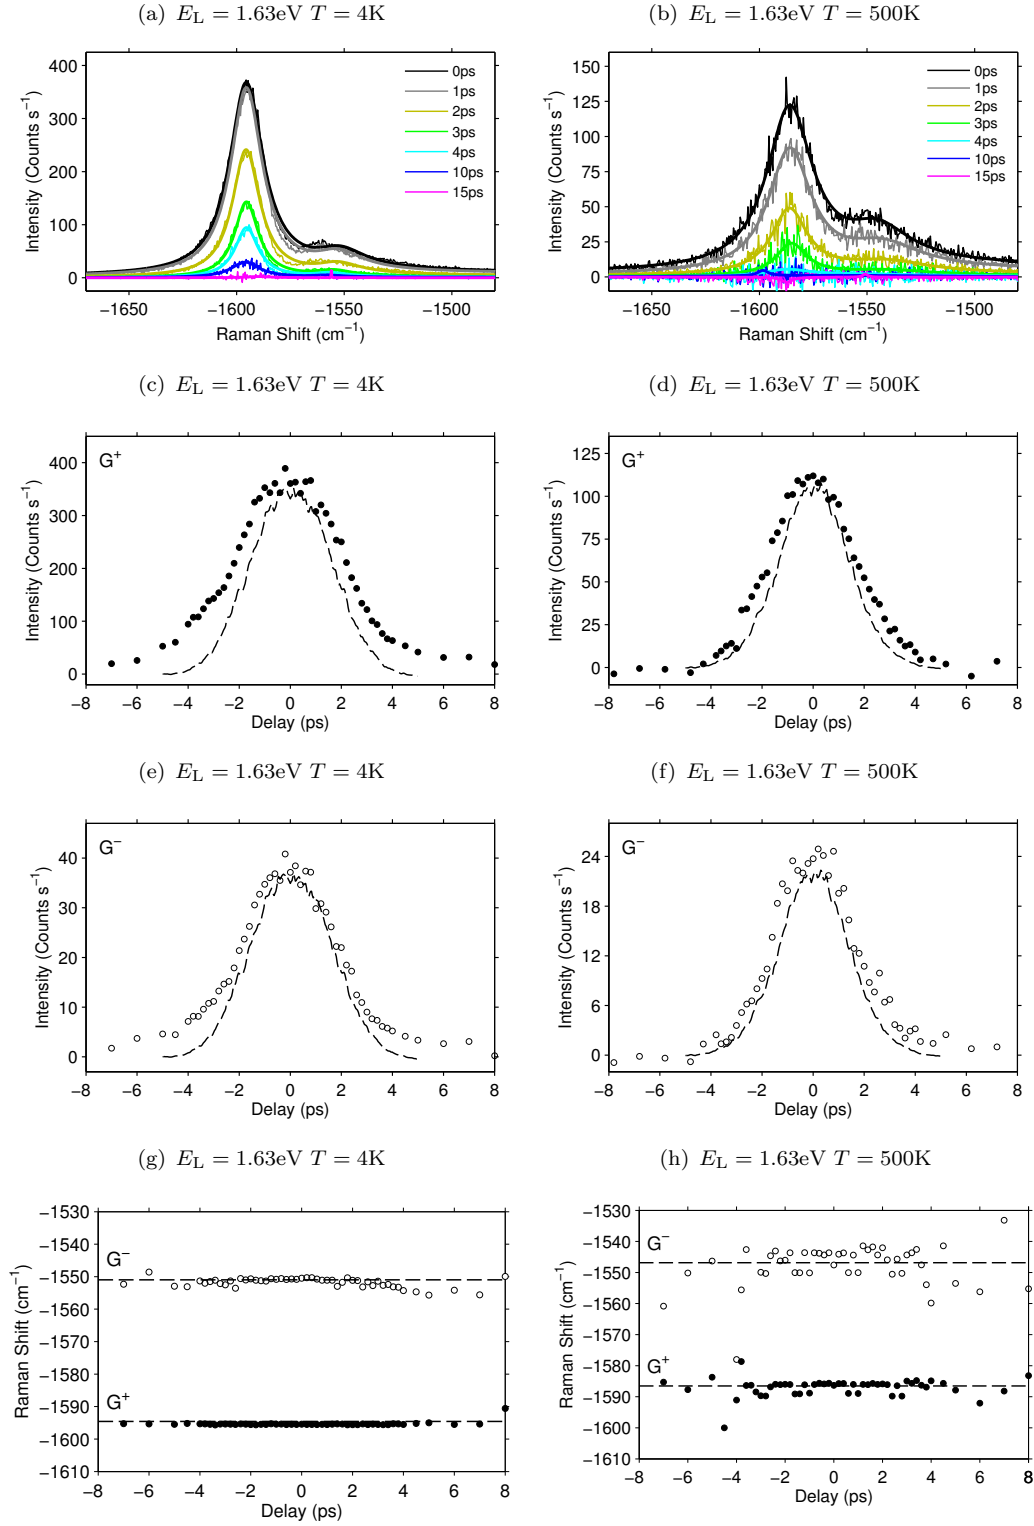 (a) E_L = 1.63eV T = 4K
(b) E_L = 1.63eV T = 500K
400
300
200
100
0
Intensity (Counts s⁻¹)
−1650 −1600 −1550 −1500
Raman Shift (cm⁻¹)
0ps
1ps
2ps
3ps
4ps
10ps
15ps
150
125
100
75
50
25
0
Intensity (Counts s⁻¹)
−1650 −1600 −1550 −1500
Raman Shift (cm⁻¹)
0ps
1ps
2ps
3ps
4ps
10ps
15ps
(c) E_L = 1.63eV T = 4K
(d) E_L = 1.63eV T = 500K
G⁺
400
300
200
100
0
Intensity (Counts s⁻¹)
−8 −6 −4 −2 0 2 4 6 8
Delay (ps)
G⁺
125
100
75
50
25
0
Intensity (Counts s⁻¹)
−8 −6 −4 −2 0 2 4 6 8
Delay (ps)
(e) E_L = 1.63eV T = 4K
(f) E_L = 1.63eV T = 500K
G⁻
40
30
20
10
0
Intensity (Counts s⁻¹)
−8 −6 −4 −2 0 2 4 6 8
Delay (ps)
G⁻
24
18
12
6
0
Intensity (Counts s⁻¹)
−8 −6 −4 −2 0 2 4 6 8
Delay (ps)
(g) E_L = 1.63eV T = 4K
(h) E_L = 1.63eV T = 500K
−1530
−1540
−1550
−1560
−1570
−1580
−1590
−1600
−1610
Raman Shift (cm⁻¹)
G⁻
G⁺
−8 −6 −4 −2 0 2 4 6 8
Delay (ps)
−1530
−1540
−1550
−1560
−1570
−1580
−1590
−1600
−1610
Raman Shift (cm⁻¹)
G⁻
G⁺
−8 −6 −4 −2 0 2 4 6 8
Delay (ps)